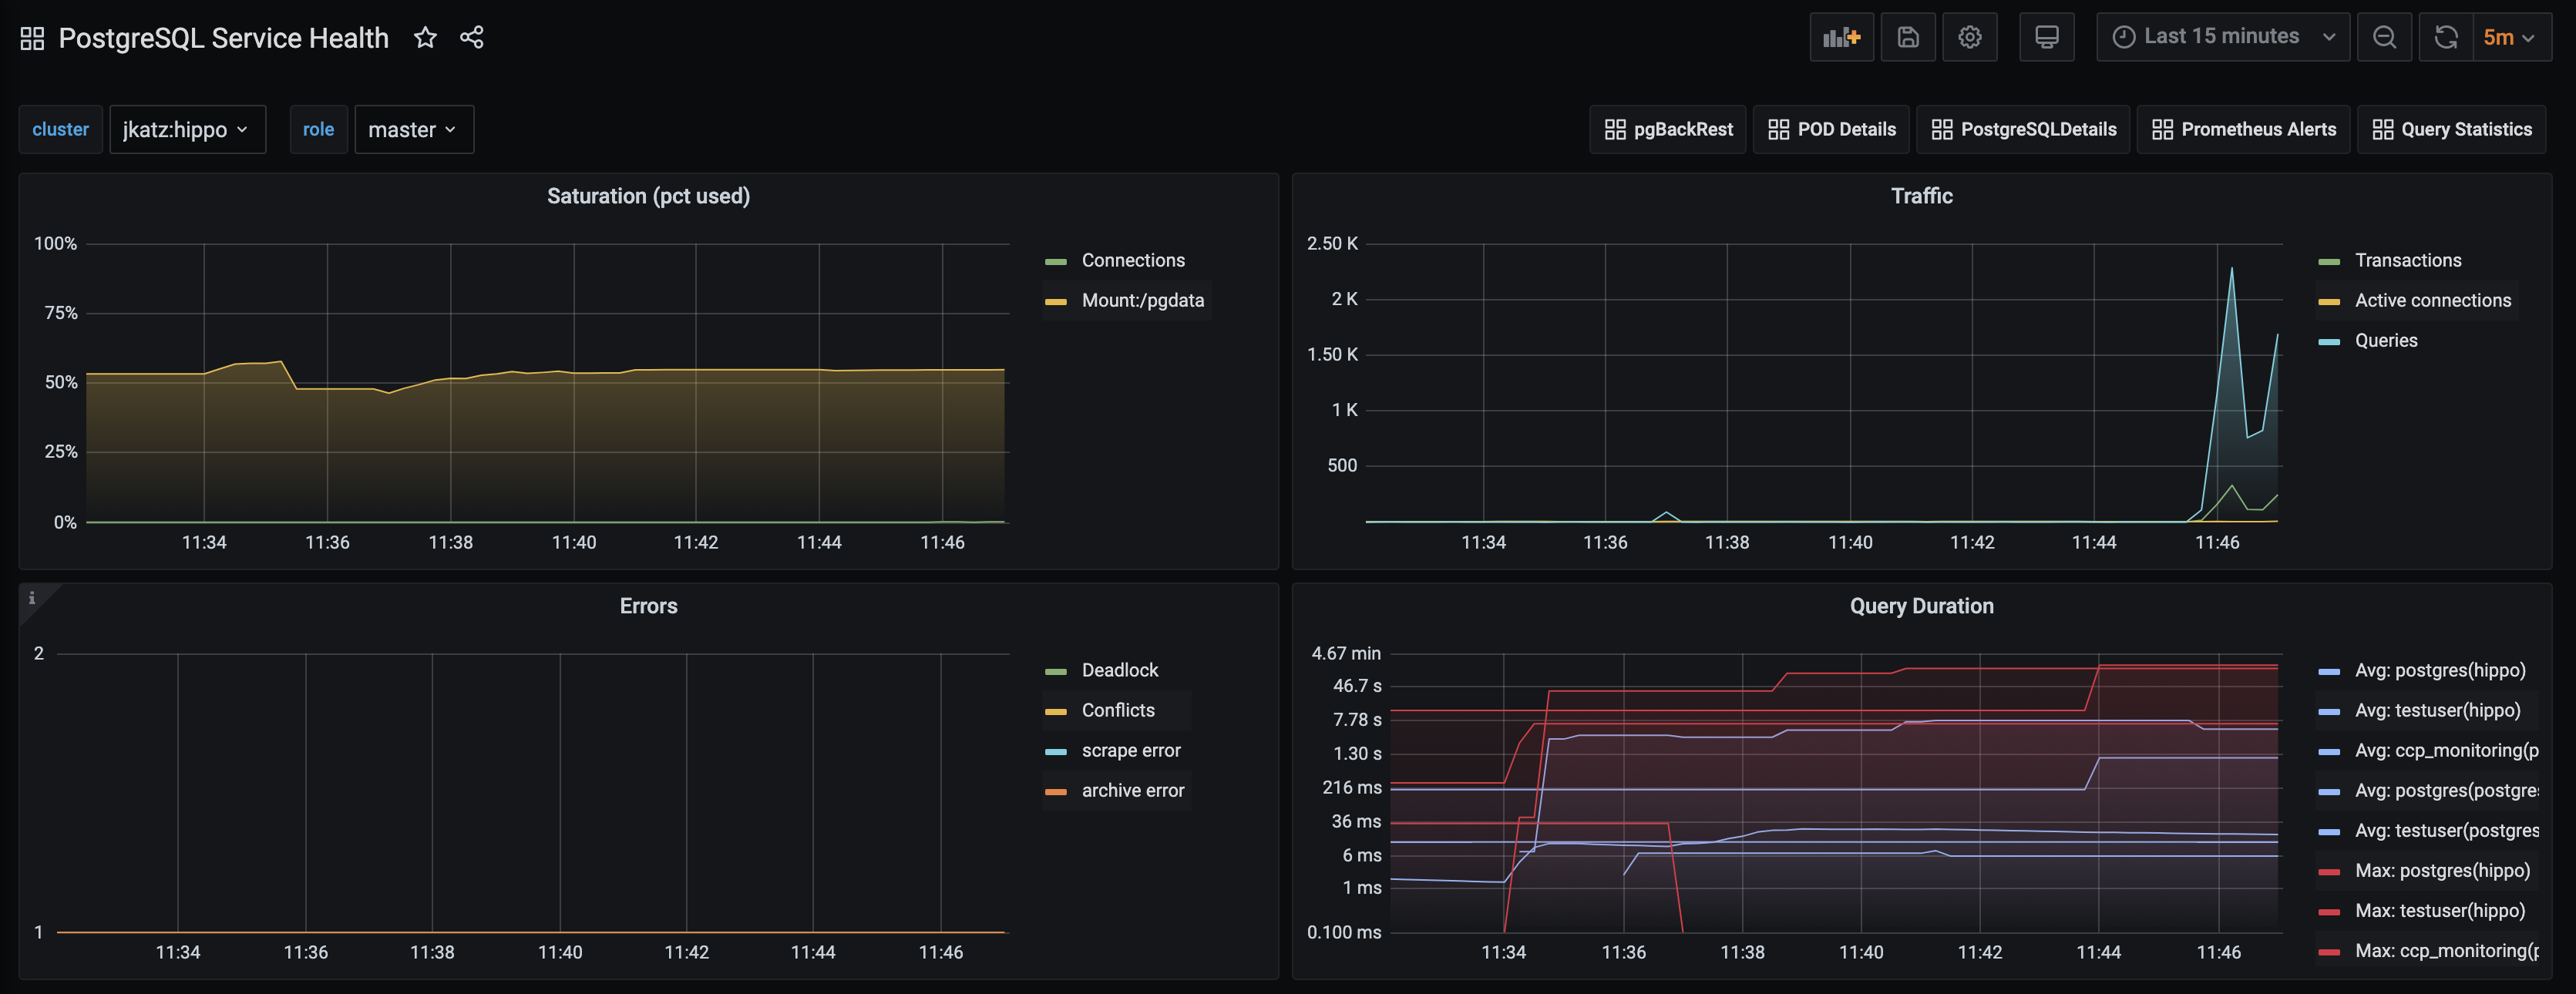 PostgreSQL Service Health
Last 15 minutes
5m
cluster
jkatz:hippo
role
master
pgBackRest
POD Details
PostgreSQLDetails
Prometheus Alerts
Query Statistics
Saturation (pct used)
100%
75%
50%
25%
0%
11:34 11:36 11:38 11:40 11:42 11:44 11:46
Connections
Mount:/pgdata
Traffic
2.50 K
2 K
1.50 K
1 K
500
11:34 11:36 11:38 11:40 11:42 11:44 11:46
Transactions
Active connections
Queries
i
Errors
2
1
11:34 11:36 11:38 11:40 11:42 11:44 11:46
Deadlock
Conflicts
scrape error
archive error
Query Duration
4.67 min
46.7 s
7.78 s
1.30 s
216 ms
36 ms
6 ms
1 ms
0.100 ms
11:34 11:36 11:38 11:40 11:42 11:44 11:46
Avg: postgres(hippo)
Avg: testuser(hippo)
Avg: ccp_monitoring(p
Avg: postgres(postgre
Avg: testuser(postgres
Max: postgres(hippo)
Max: testuser(hippo)
Max: ccp_monitoring(p